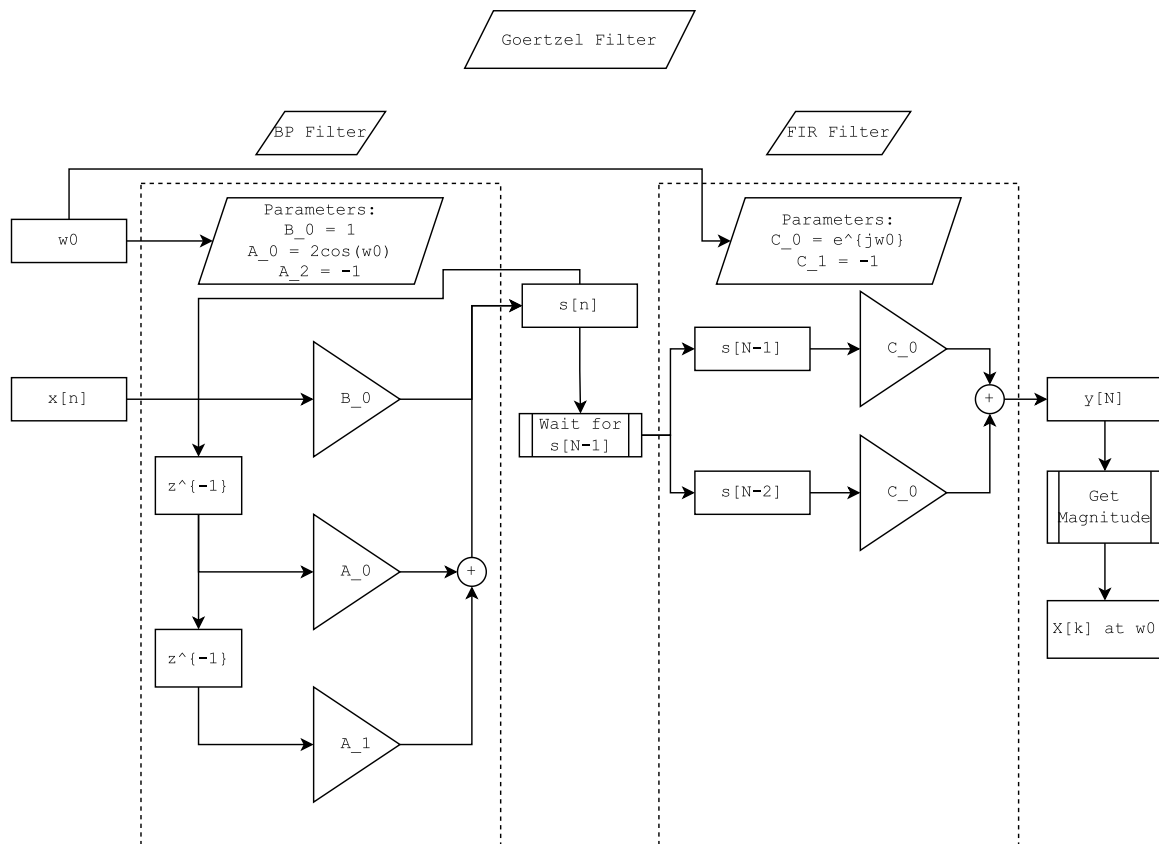 Goertzel Filter
BP Filter
FIR Filter
w0
Parameters:
B_0 = 1
A_0 = 2cos(w0)
A_2 = -1
Parameters:
C_0 = e^{jw0}
C_1 = -1
s[n]
x[n]
B_0
Wait for
s[N-1]
s[N-1]
C_0
+
y[N]
s[N-2]
C_0
Get
Magnitude
z^{-1}
A_0
+
X[k] at w0
z^{-1}
A_1